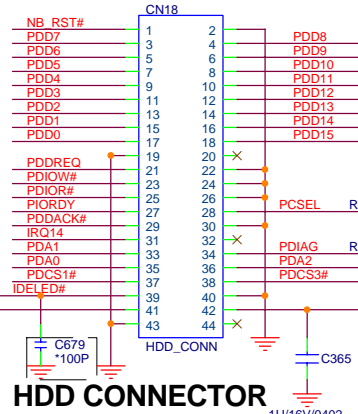 CN18
NB_RST# 1 2
PDD7 3 4 PDD8
PDD6 5 6 PDD9
PDD5 7 8 PDD10
PDD4 9 10 PDD11
PDD3 11 12 PDD12
PDD2 13 14 PDD13
PDD1 15 16 PDD14
PDD0 17 18 PDD15
19 20
PDDREQ 21 22
PDIOW# 23 24
PDIOR# 25 26
PIORDY 27 28 PCSEL R
PDDACK# 29 30
IRQ14 31 32
PDA1 33 34 PDIAG R
PDA0 35 36 PDA2
PDCS1# 37 38 PDCS3#
IDELED# 39 40
41 42
43 44
HDD_CONN
C679
*100P
C365
HDD CONNECTOR